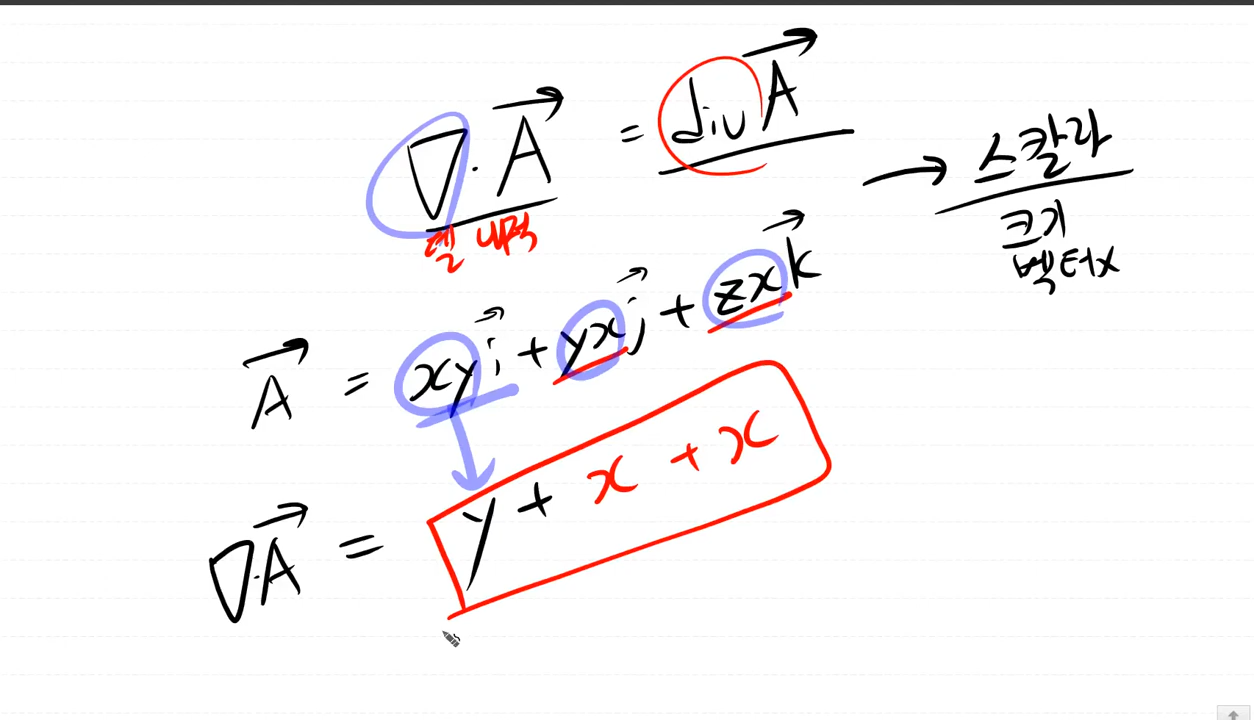 ∇·A⃗ = div A⃗ → 스칼라
델 내적
크기
벡터x
A⃗ = xy i⃗ + yx j⃗ + zx k⃗
∇·A⃗ = y + x + x